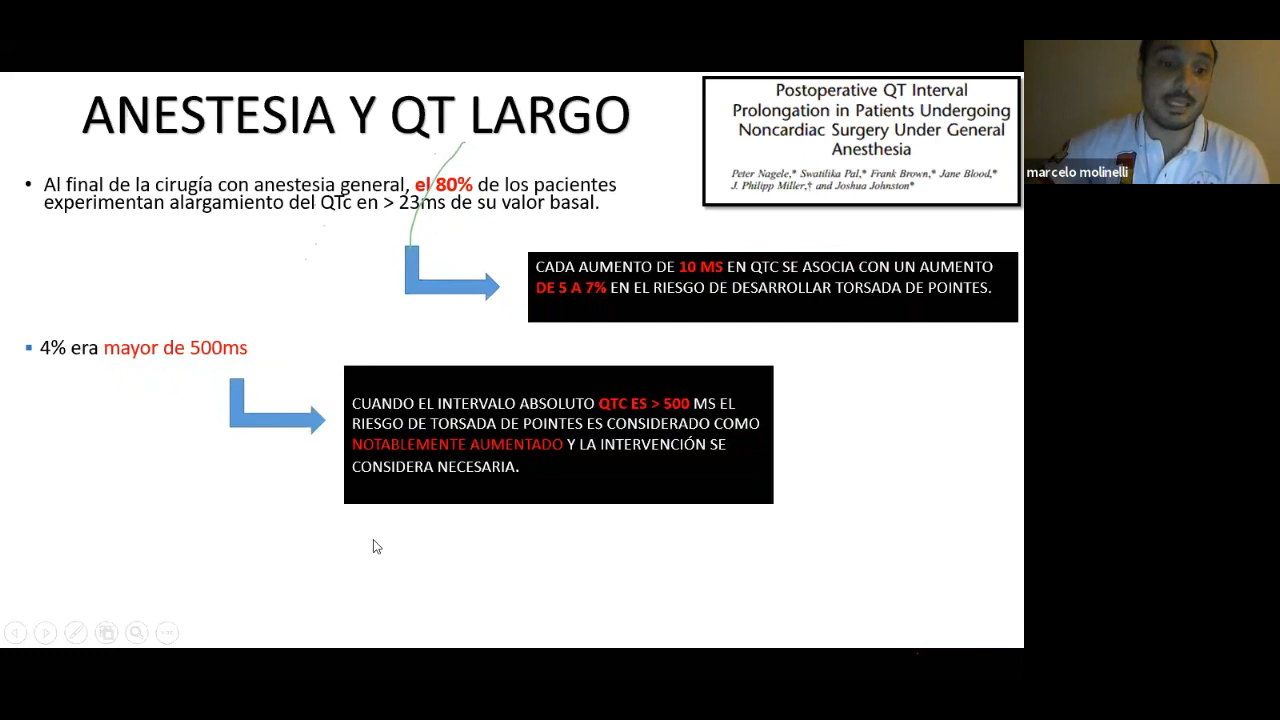 ANESTESIA Y QT LARGO
Postoperative QT Interval
Prolongation in Patients Undergoing
Noncardiac Surgery Under General
Anesthesia
Peter Nagele,* Swatilika Pal,* Frank Brown,* Jane Blood,*
J. Philipp Miller,† and Joshua Johnston*
marcelo molinelli
• Al final de la cirugía con anestesia general, el 80% de los pacientes
experimentan alargamiento del QTc en > 23ms de su valor basal.
CADA AUMENTO DE 10 MS EN QTC SE ASOCIA CON UN AUMENTO
DE 5 A 7% EN EL RIESGO DE DESARROLLAR TORSADA DE POINTES.
▪ 4% era mayor de 500ms
CUANDO EL INTERVALO ABSOLUTO QTC ES > 500 MS EL
RIESGO DE TORSADA DE POINTES ES CONSIDERADO COMO
NOTABLEMENTE AUMENTADO Y LA INTERVENCIÓN SE
CONSIDERA NECESARIA.